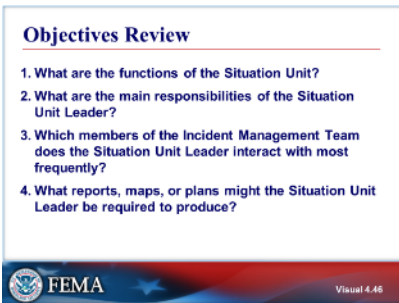 Objectives Review
1. What are the functions of the Situation Unit?
2. What are the main responsibilities of the Situation
Unit Leader?
3. Which members of the Incident Management Team
does the Situation Unit Leader interact with most
frequently?
4. What reports, maps, or plans might the Situation Unit
Leader be required to produce?
FEMA
Visual 4.46